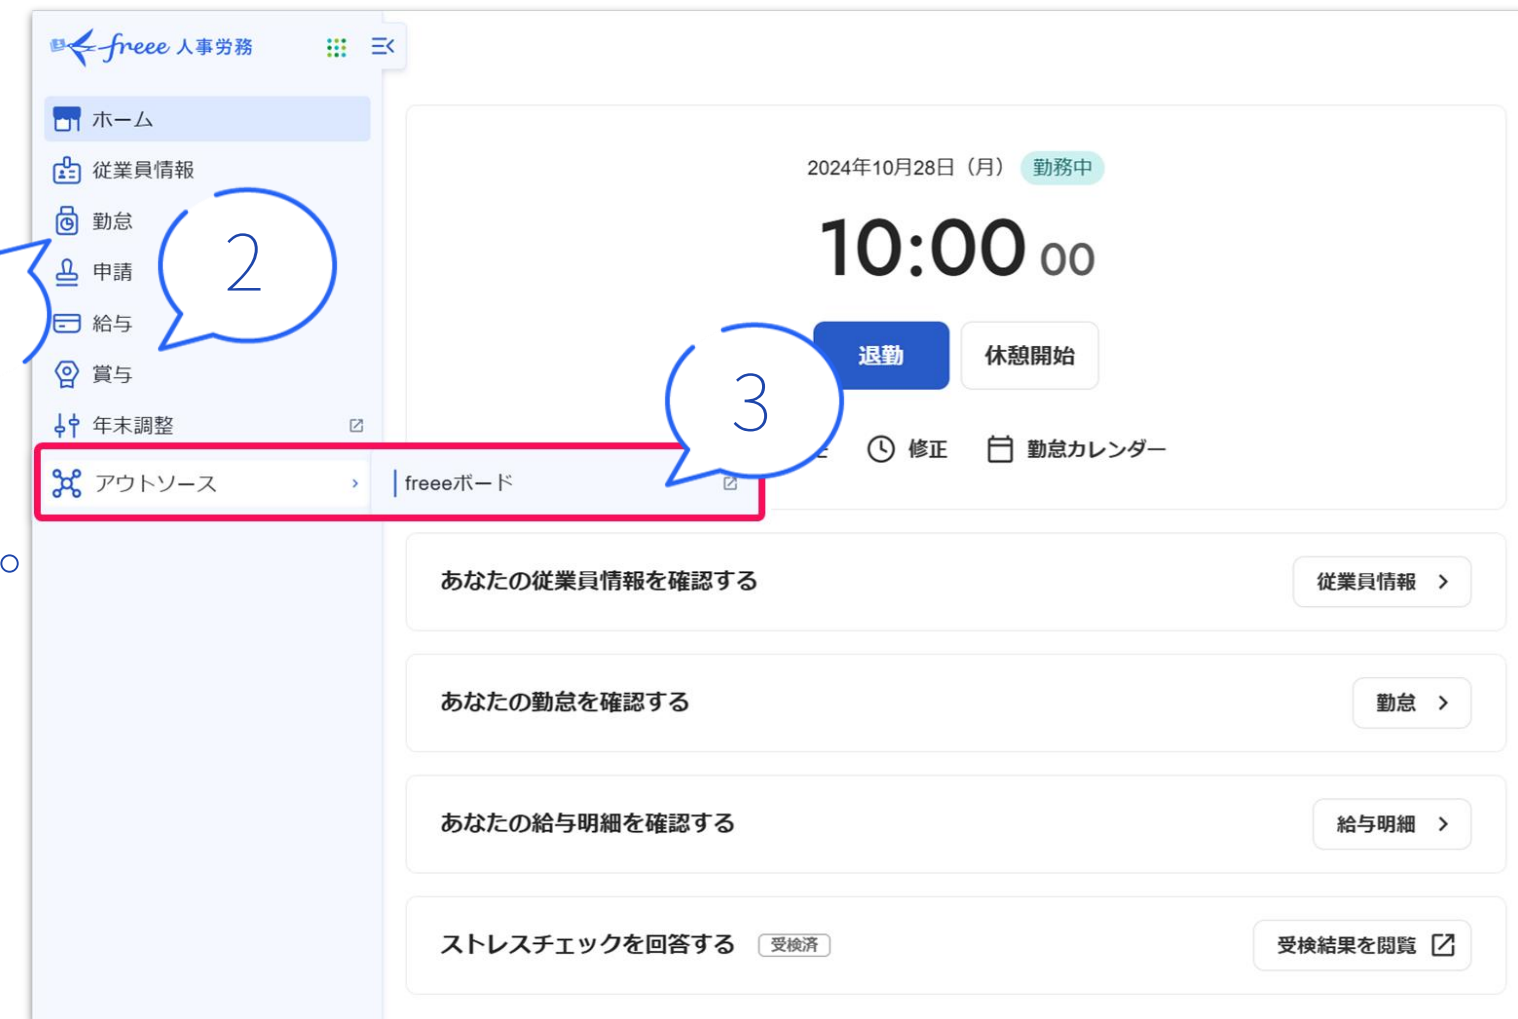 freee 人事労務
ホーム
従業員情報
勤怠
申請
給与
賞与
年末調整
アウトソース
freeeボード
2
3
2024年10月28日（月） 勤務中
10:00 00
退勤 休憩開始
修正 勤怠カレンダー
あなたの従業員情報を確認する 従業員情報
あなたの勤怠を確認する 勤怠
あなたの給与明細を確認する 給与明細
ストレスチェックを回答する 受検済 受検結果を閲覧
。